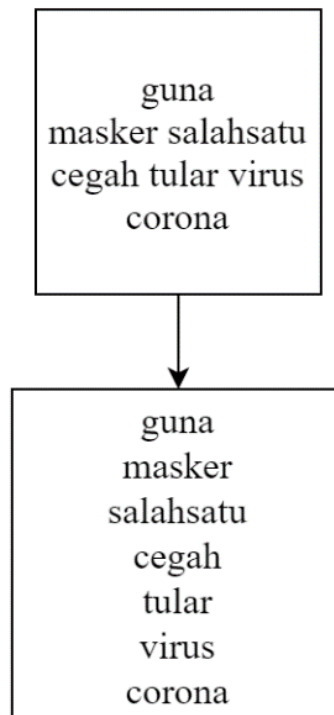 guna
masker salahsatu
cegah tular virus
corona
guna
masker
salahsatu
cegah
tular
virus
corona